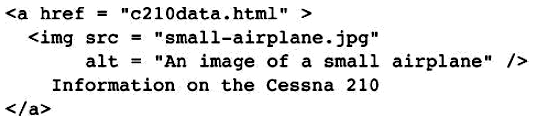 <a href = "c210data.html" >
<img src = "small-airplane.jpg"
alt = "An image of a small airplane" />
Information on the Cessna 210
</a>